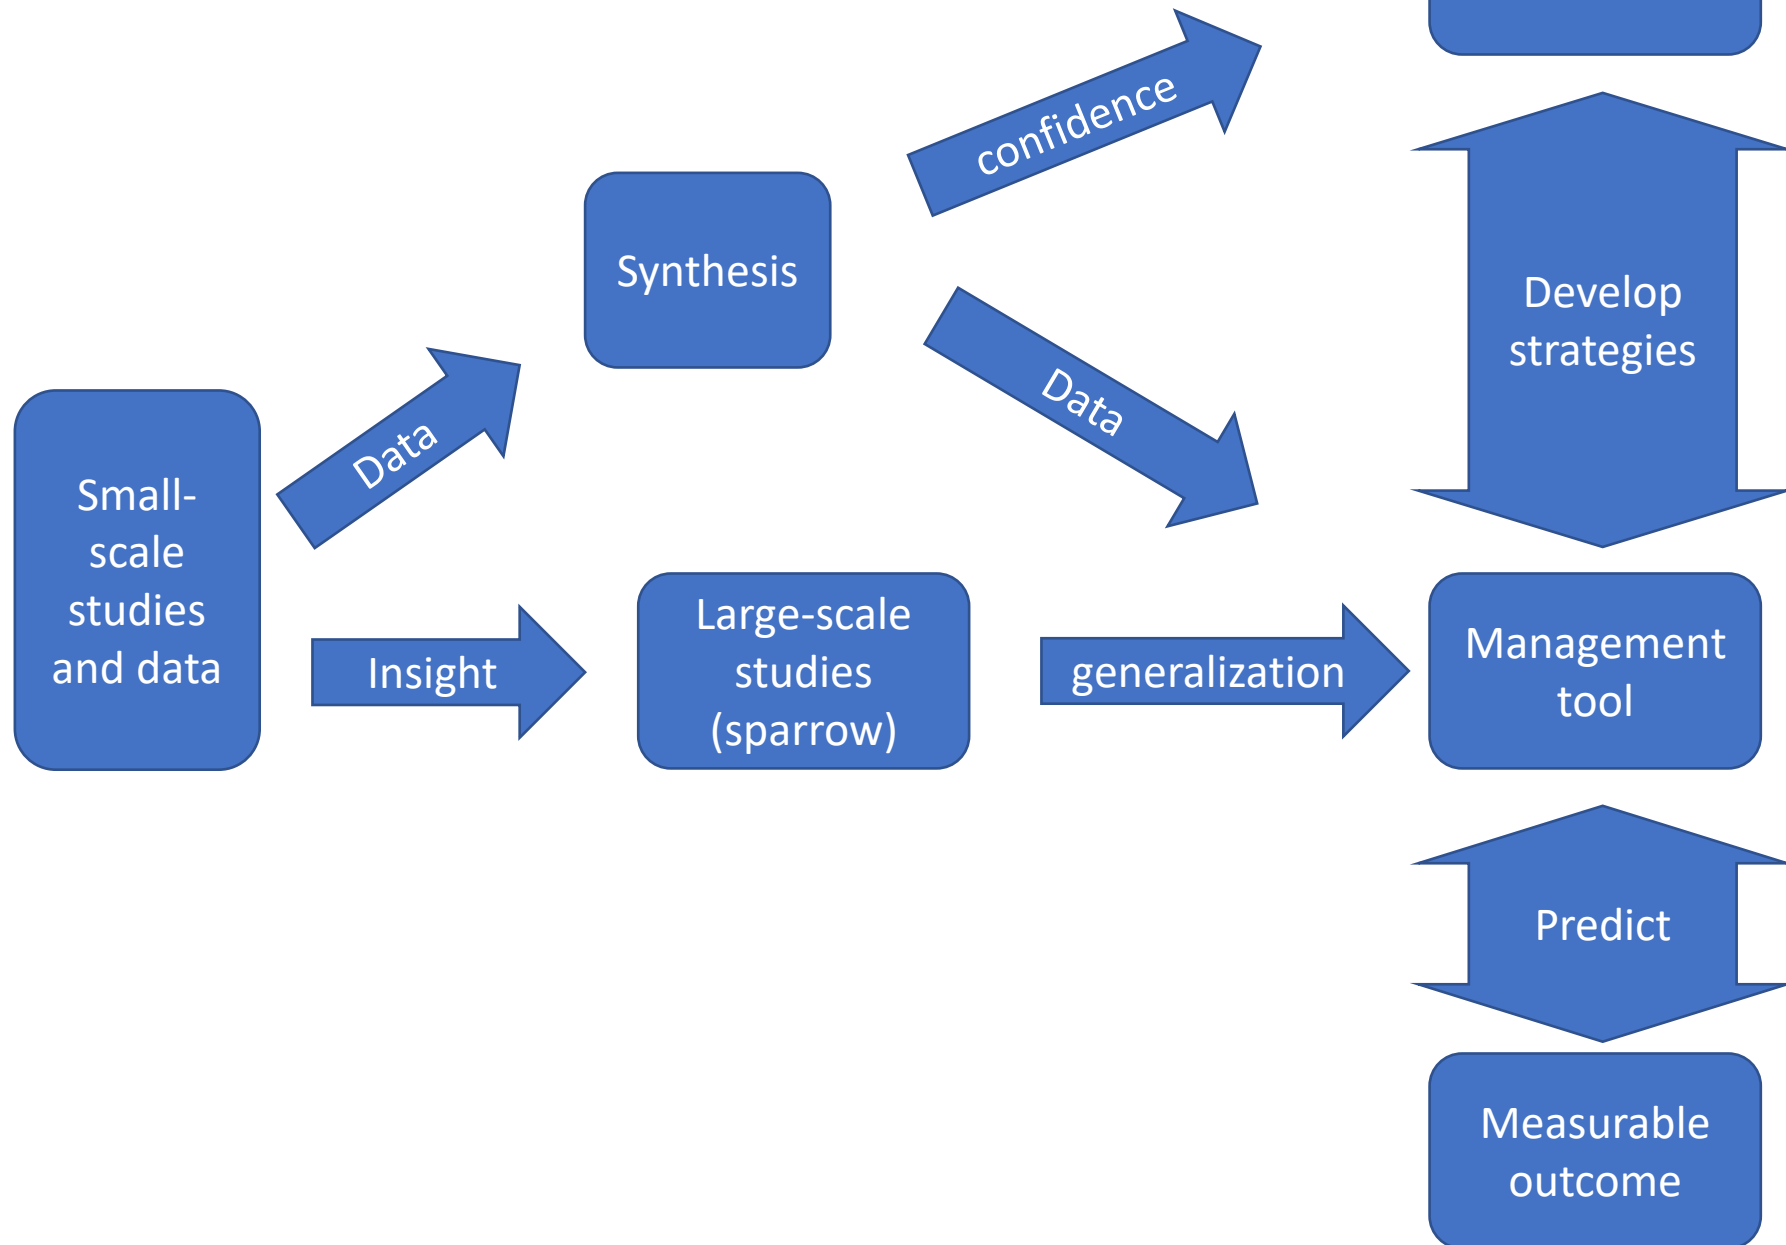 confidence
Synthesis
Develop
strategies
Data
Data
Small-
scale
studies
and data
Insight
Large-scale
studies
(sparrow)
generalization
Management
tool
Predict
Measurable
outcome